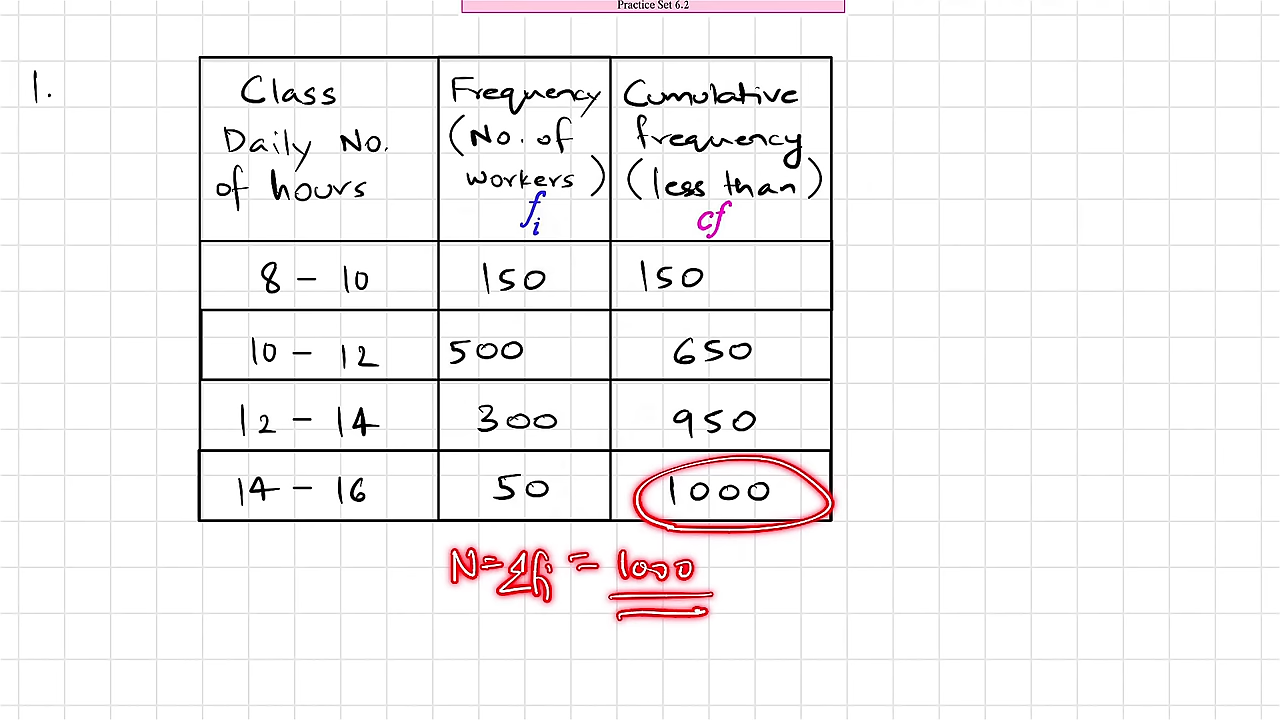 Practice Set 6.2
1.
Class Daily No. of hours
Frequency (No. of workers) fi
Cumulative frequency (less than) cf
8 - 10 150 150
10 - 12 500 650
12 - 14 300 950
14 - 16 50 1000
N = Σfi = 1000